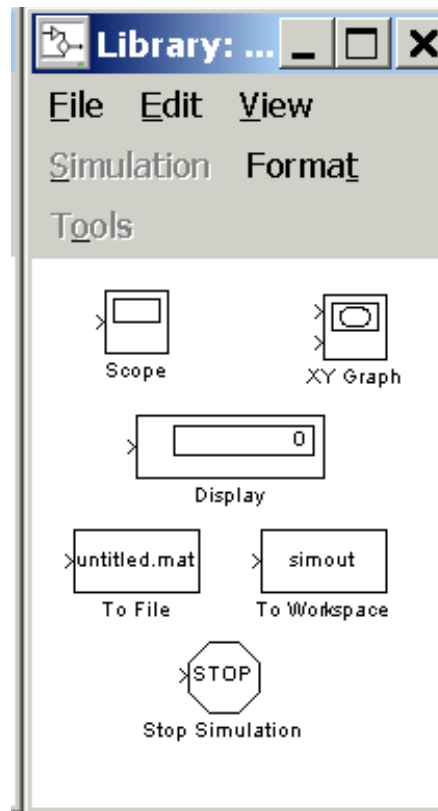 Library: ...
File Edit View
Simulation Format
Tools
Scope
XY Graph
0
Display
untitled.mat
simout
To File
To Workspace
STOP
Stop Simulation